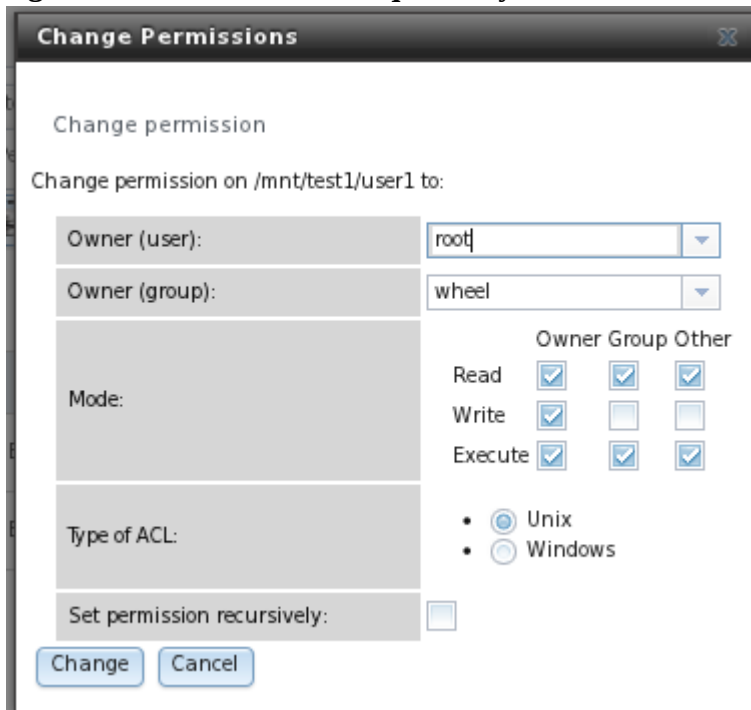 Change Permissions
Change permission
Change permission on /mnt/test1/user1 to:
Owner (user): root
Owner (group): wheel
Owner Group Other
Read
Mode:
Write
Execute
Unix
Type of ACL:
Windows
Set permission recursively:
Change Cancel